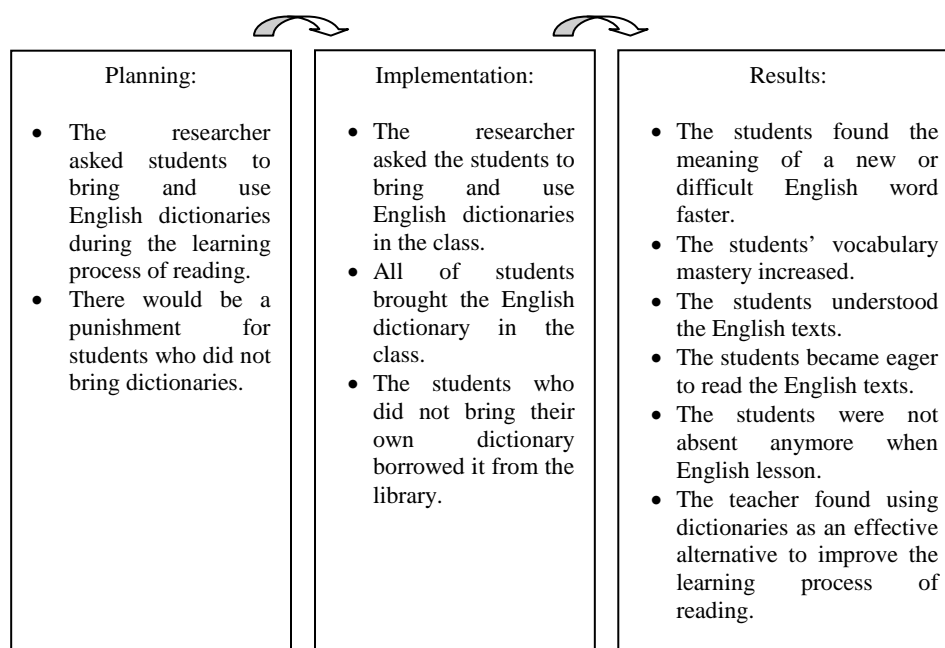 Planning:
• The researcher
asked students to
bring and use
English dictionaries
during the learning
process of reading.
• There would be a
punishment for
students who did not
bring dictionaries.
Implementation:
• The researcher
asked the students to
bring and use
English dictionaries
in the class.
• All of students
brought the English
dictionary in the
class.
• The students who
did not bring their
own dictionary
borrowed it from the
library.
Results:
• The students found the
meaning of a new or
difficult English word
faster.
• The students’ vocabulary
mastery increased.
• The students understood
the English texts.
• The students became eager
to read the English texts.
• The students were not
absent anymore when
English lesson.
• The teacher found using
dictionaries as an effective
alternative to improve the
learning process of
reading.